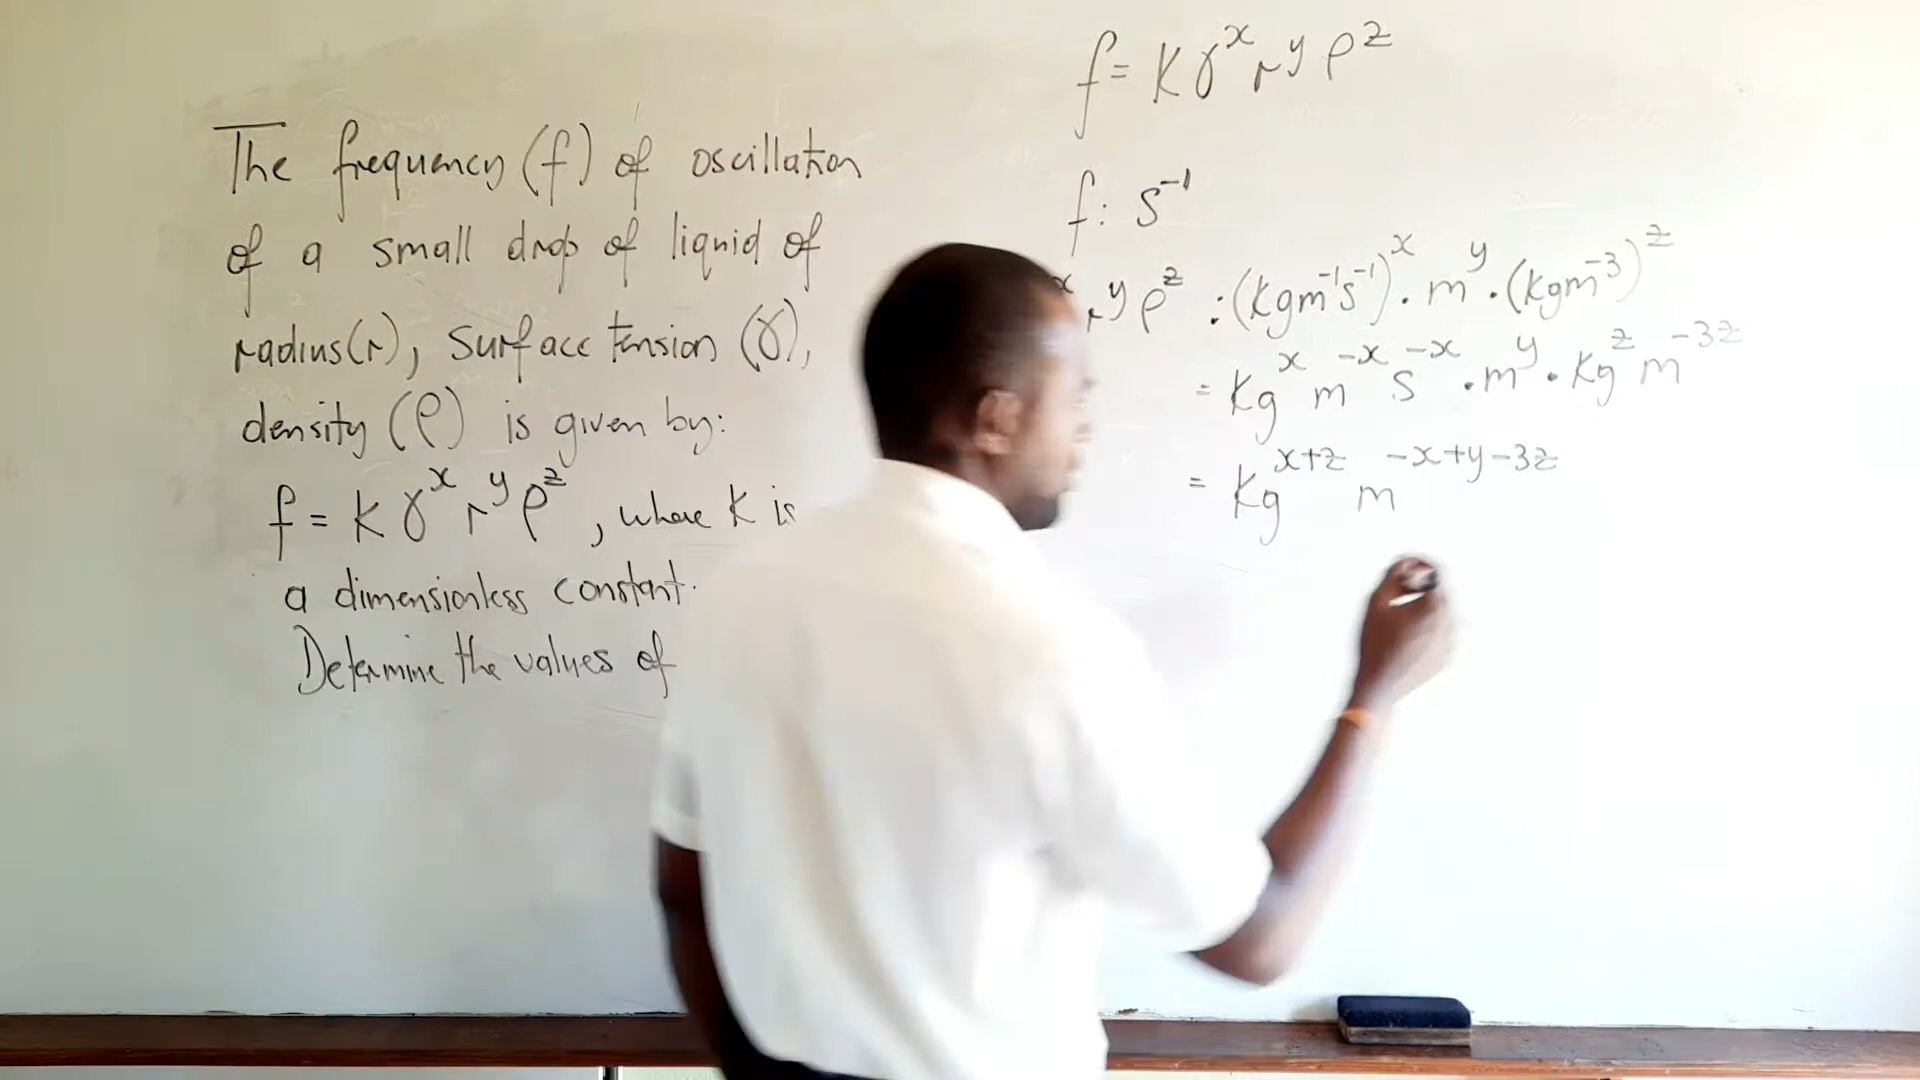 The frequency (f) of oscillation
of a small drop of liquid of
radius(r), surface tension (γ),
density (ρ) is given by:
f = K γ^x r^y ρ^z , where K is
a dimensionless constant.
Determine the values of
f = K γ^x r^y ρ^z
f: S^-1
x r^y ρ^z : (kgm^-1 s^-1)^x . m^y . (kgm^-3)^z
= kg^x m^-x s^-x . m^y . kg^z m^-3z
= kg^x+z m^-x+y-3z